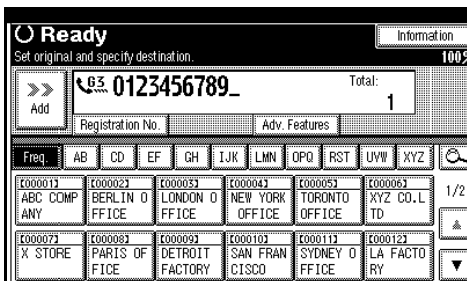 Ready
Information
Set original and specify destination.
100%
G3 0123456789_
Total:
1
Add
Registration No.
Adv. Features
Freq. AB CD EF GH IJK LMN OPQ RST UVW XYZ
[00001] [00002] [00003] [00004] [00005] [00006]
ABC COMP BERLIN O LONDON O NEW YORK TORONTO XYZ CO.L
ANY FFICE FFICE OFFICE OFFICE TD
1/2
[00007] [00008] [00009] [00010] [00011] [00012]
X STORE PARIS OF DETROIT SAN FRAN SYDNEY O LA FACTO
FICE FACTORY CISCO FFICE RY